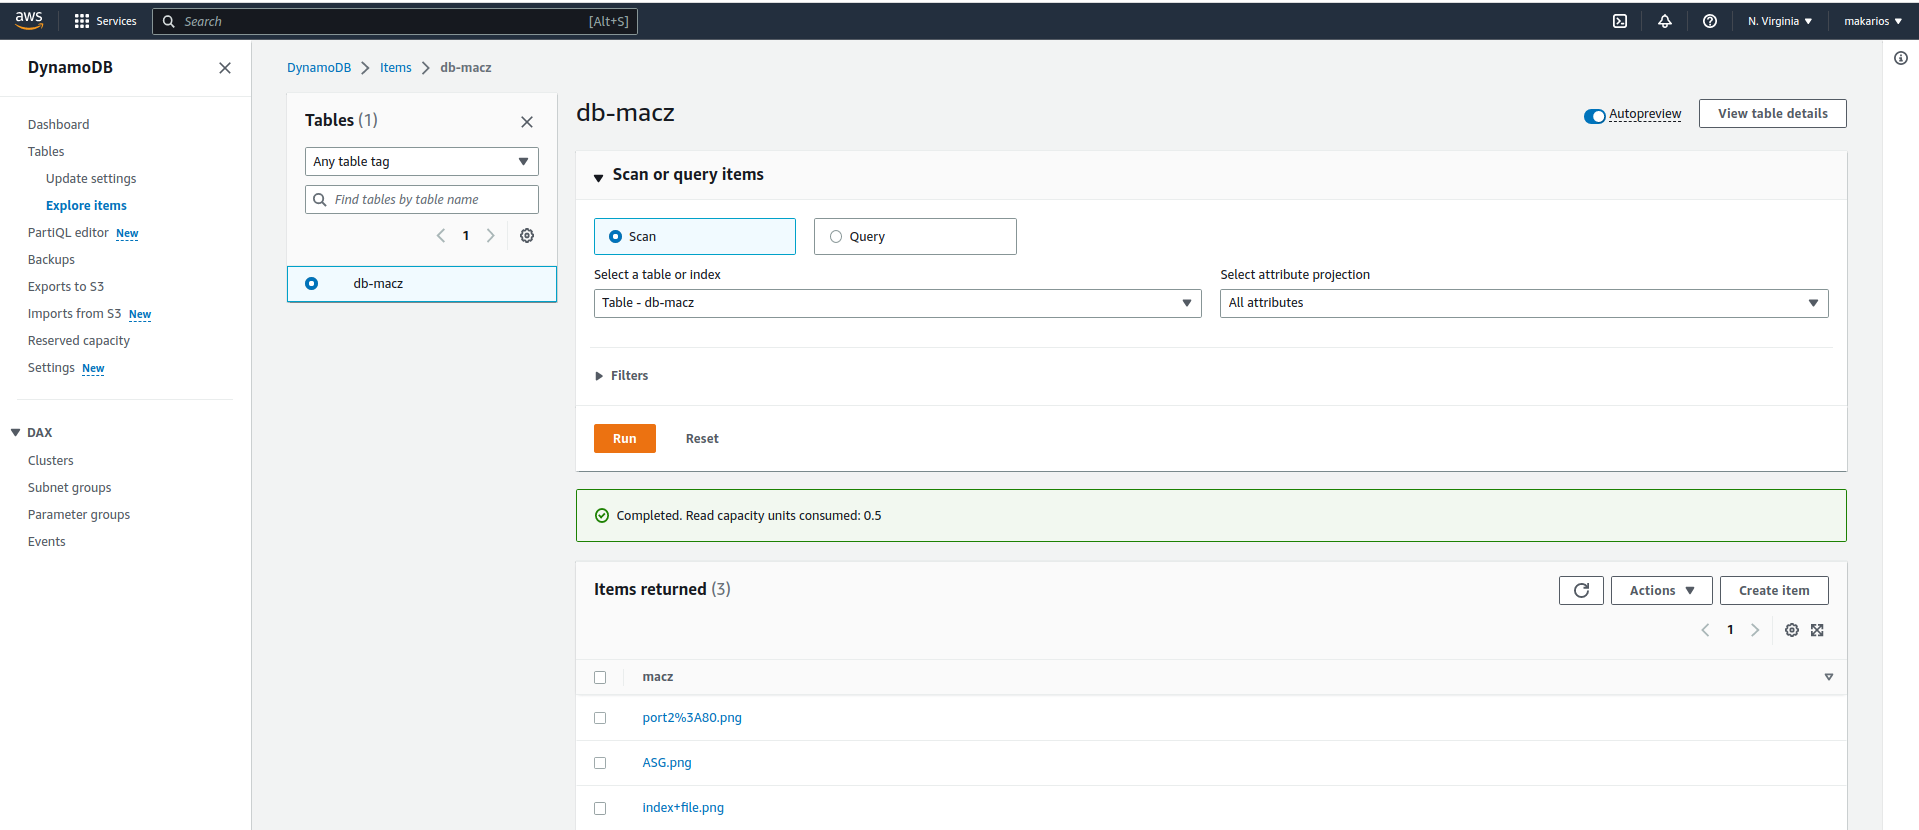 aws Services Search [Alt+S] N. Virginia makarios
DynamoDB
Dashboard
Tables
Update settings
Explore items
PartiQL editor New
Backups
Exports to S3
Imports from S3 New
Reserved capacity
Settings New
DAX
Clusters
Subnet groups
Parameter groups
Events
DynamoDB Items db-macz
Tables (1)
Any table tag
Find tables by table name
1
db-macz
db-macz
Autopreview View table details
Scan or query items
Scan Query
Select a table or index Select attribute projection
Table - db-macz All attributes
Filters
Run Reset
Completed. Read capacity units consumed: 0.5
Items returned (3) Actions Create item
1
macz
port2%3A80.png
ASG.png
index+file.png